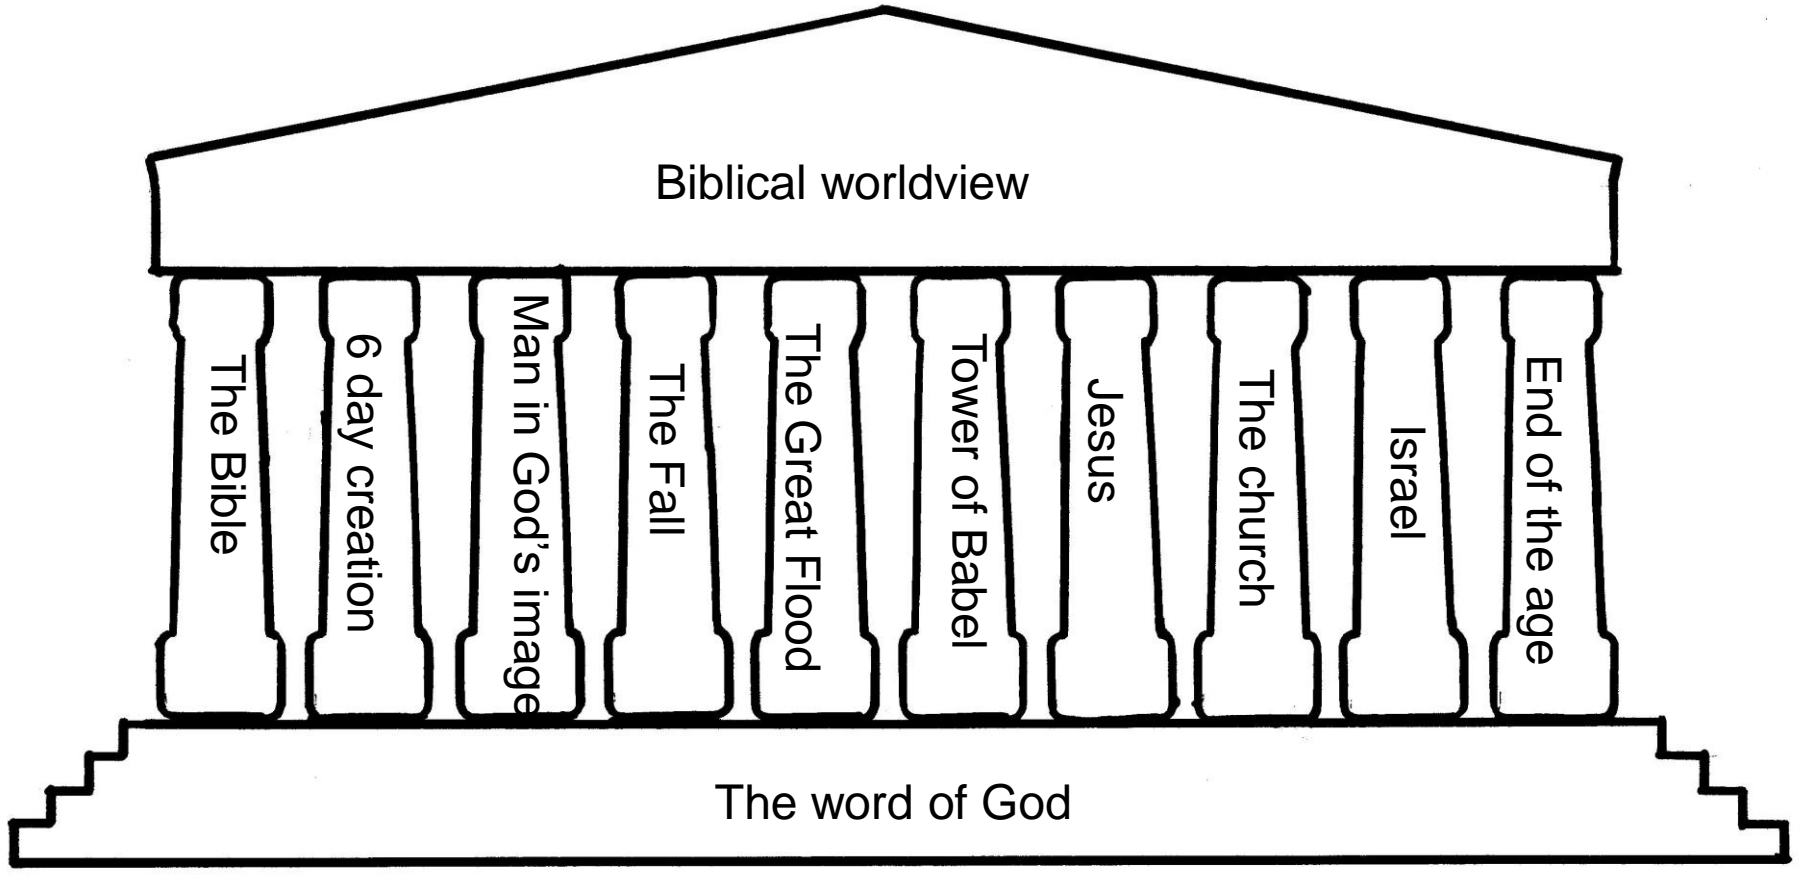 Biblical worldview
The Bible
6 day creation
Man in God’s image
The Fall
The Great Flood
Tower of Babel
Jesus
The church
Israel
End of the age
The word of God